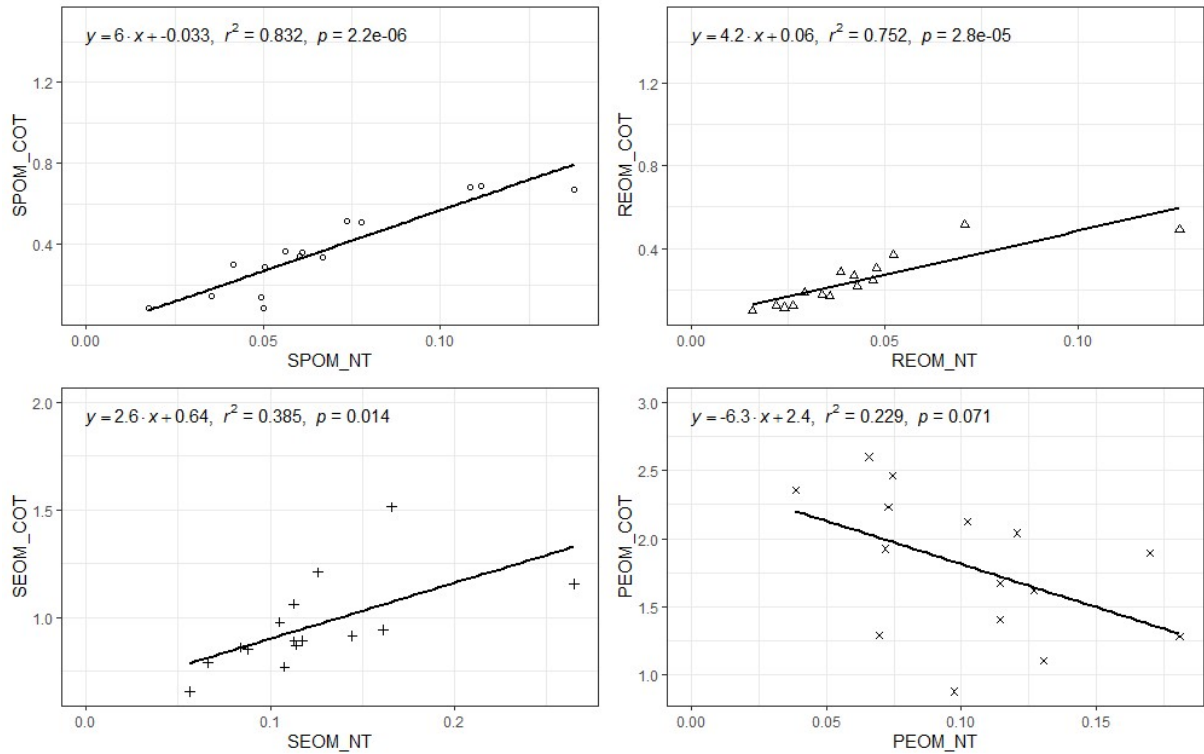 y = 6 · x + -0.033, r² = 0.832, p = 2.2e-06
1.2
0.8
0.4
SPOM_COT
0.00 0.05 0.10
SPOM_NT
y = 4.2 · x + 0.06, r² = 0.752, p = 2.8e-05
1.2
0.8
0.4
REOM_COT
0.00 0.05 0.10
REOM_NT
2.0
y = 2.6 · x + 0.64, r² = 0.385, p = 0.014
1.5
1.0
SEOM_COT
0.0 0.1 0.2
SEOM_NT
3.0
y = -6.3 · x + 2.4, r² = 0.229, p = 0.071
2.5
2.0
1.5
1.0
PEOM_COT
0.00 0.05 0.10 0.15
PEOM_NT